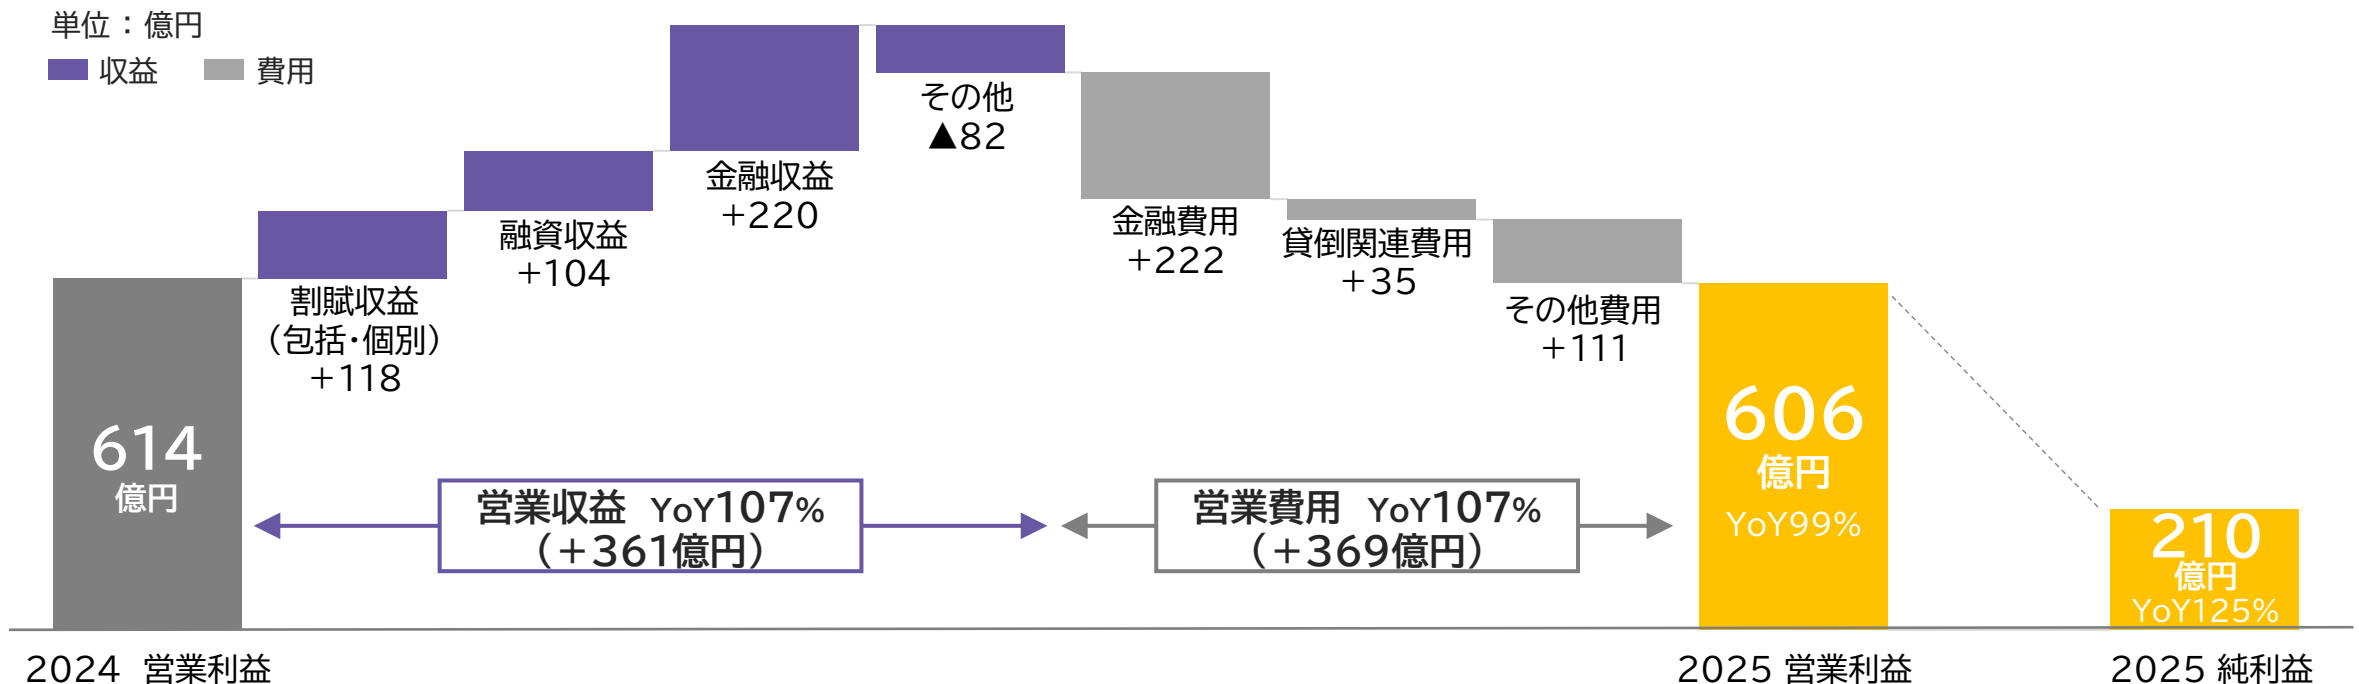 単位：億円
収益 費用
割賦収益
（包括・個別）
＋118
融資収益
＋104
金融収益
＋220
その他
▲82
金融費用
＋222
貸倒関連費用
＋35
その他費用
＋111
614
億円
営業収益 YoY107%
（＋361億円）
営業費用 YoY107%
（＋369億円）
606
億円
YoY99%
210
億円
YoY125%
2024 営業利益
2025 営業利益
2025 純利益